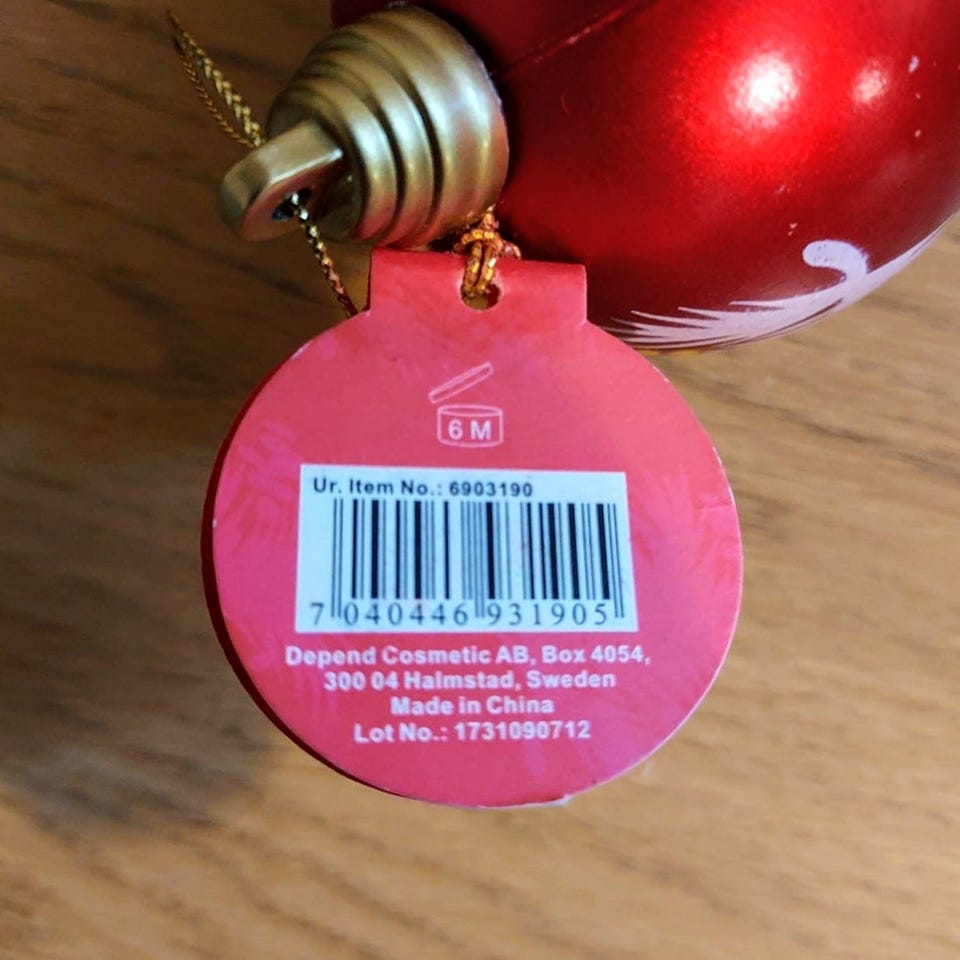 6 M
Ur. Item No.: 6903190
7 040446 931905
Depend Cosmetic AB, Box 4054,
300 04 Halmstad, Sweden
Made in China
Lot No.: 1731090712